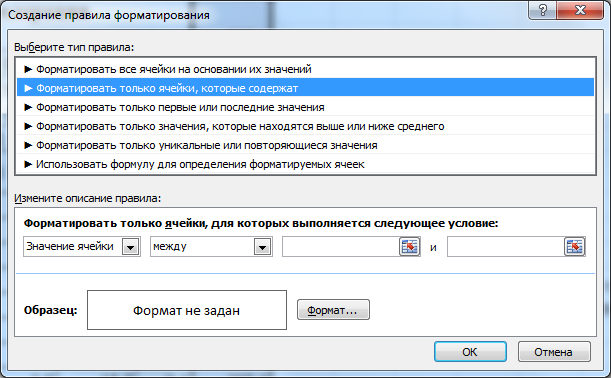 Создание правила форматирования
Выберите тип правила:
► Форматировать все ячейки на основании их значений
► Форматировать только ячейки, которые содержат
► Форматировать только первые или последние значения
► Форматировать только значения, которые находятся выше или ниже среднего
► Форматировать только уникальные или повторяющиеся значения
► Использовать формулу для определения форматируемых ячеек
Измените описание правила:
Форматировать только ячейки, для которых выполняется следующее условие:
Значение ячейки между и
Образец: Формат не задан Формат...
ОК Отмена